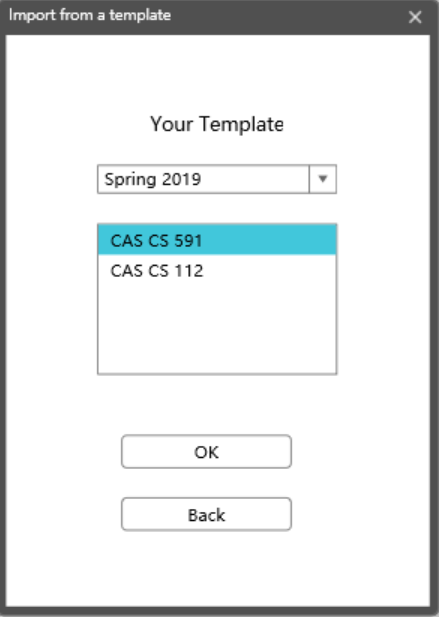 Import from a template
Your Template
Spring 2019
CAS CS 591
CAS CS 112
OK
Back